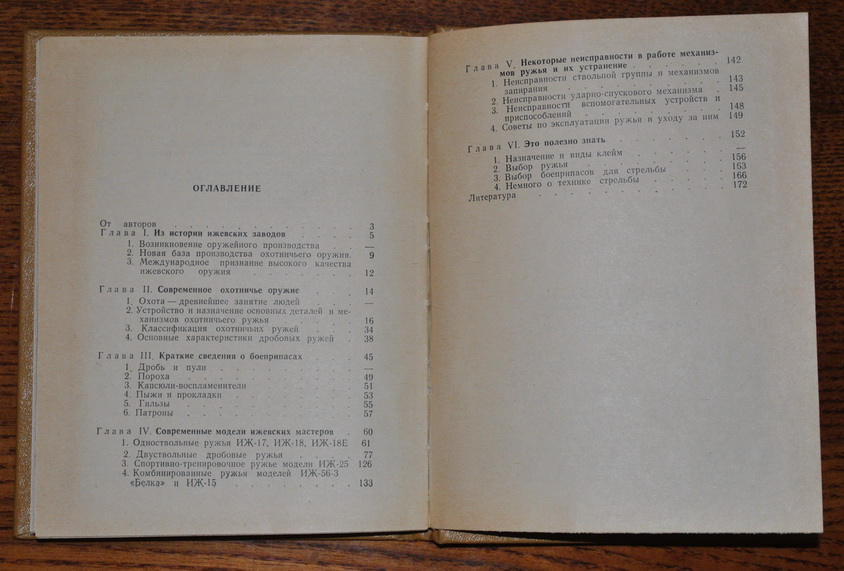 ОГЛАВЛЕНИЕ
От авторов . . . . . . . . . . . 3
Глава I. Из истории ижевских заводов . . . 5
1. Возникновение оружейного производства . —
2. Новая база производства охотничьего оружия. 9
3. Международное признание высокого качества
ижевского оружия . . . . . . . 12
Глава II. Современное охотничье оружие . . 14
1. Охота — древнейшее занятие людей . . . —
2. Устройство и назначение основных деталей и ме-
ханизмов охотничьего ружья . . . . . 16
3. Классификация охотничьих ружей . . . 34
4. Основные характеристики дробовых ружей . 38
Глава III. Краткие сведения о боеприпасах . . 45
1. Дробь и пули . . . . . . . . —
2. Пороха . . . . . . . . . . 49
3. Капсюли-воспламенители . . . . . 51
4. Пыжи и прокладки . . . . . . . 53
5. Гильзы . . . . . . . . . . 55
6. Патроны . . . . . . . . . . 57
Глава IV. Современные модели ижевских мастеров . 60
1. Одноствольные ружья ИЖ-17, ИЖ-18, ИЖ-18Е 61
2. Двуствольные дробовые ружья . . . . 77
3. Спортивно-тренировочное ружье модели ИЖ-25 126
4. Комбинированные ружья моделей ИЖ-56-3
«Белка» и ИЖ-15 . . . . . . . . 133
Глава V. Некоторые неисправности в работе механиз-
мов ружья и их устранение . . . . . . 142
1. Неисправности ствольной группы и механизмов
запирания . . . . . . . . . . 143
2. Неисправности ударно-спускового механизма . 145
3. Неисправности вспомогательных устройств и
приспособлений . . . . . . . . 148
4. Советы по эксплуатации ружья и уходу за ним 149
Глава VI. Это полезно знать . . . . . . 152
1. Назначение и виды клейм . . . . . . —
2. Выбор ружья . . . . . . . . . 156
3. Выбор боеприпасов для стрельбы . . . . 163
4. Немного о технике стрельбы . . . . . 166
Литература . . . . . . . . . . . 172